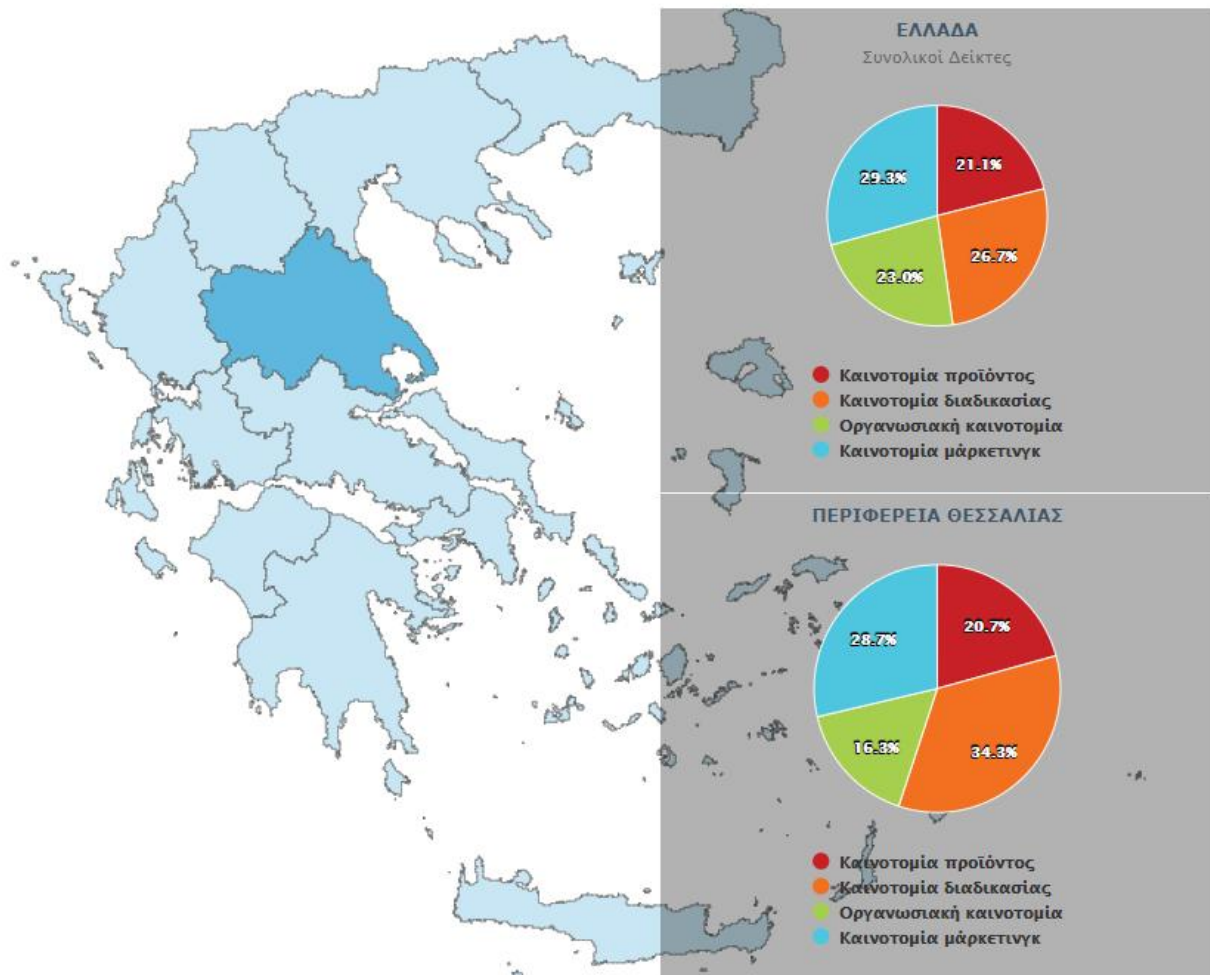 ΕΛΛΑΔΑ
Συνολικοί Δείκτες
21.1%
29.3%
26.7%
23.0%
Καινοτομία προϊόντος
Καινοτομία διαδικασίας
Οργανωσιακή καινοτομία
Καινοτομία μάρκετινγκ
ΠΕΡΙΦΕΡΕΙΑ ΘΕΣΣΑΛΙΑΣ
20.7%
28.7%
16.3%
34.3%
Καινοτομία προϊόντος
Καινοτομία διαδικασίας
Οργανωσιακή καινοτομία
Καινοτομία μάρκετινγκ